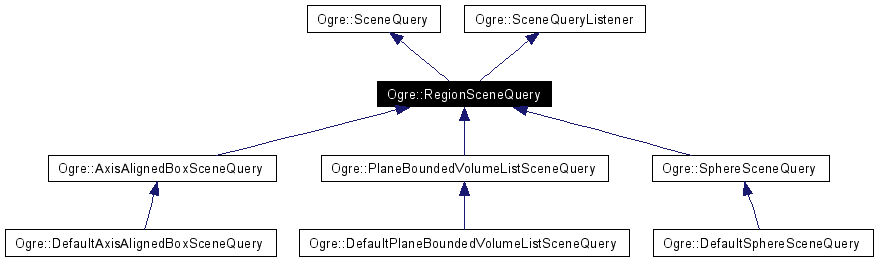 Ogre::SceneQuery
Ogre::SceneQueryListener
Ogre::RegionSceneQuery
Ogre::AxisAlignedBoxSceneQuery
Ogre::PlaneBoundedVolumeListSceneQuery
Ogre::SphereSceneQuery
Ogre::DefaultAxisAlignedBoxSceneQuery
Ogre::DefaultPlaneBoundedVolumeListSceneQuery
Ogre::DefaultSphereSceneQuery